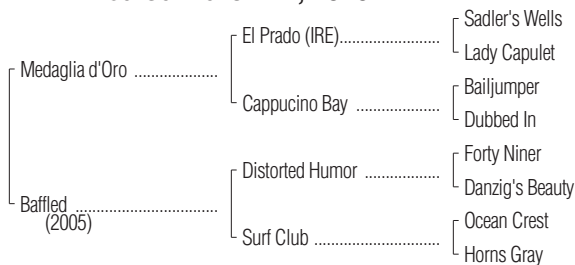 El Prado (IRE)....................
Sadler's Wells
Lady Capulet
Medaglia d'Oro ....................
Cappucino Bay ....................
Bailjumper
Dubbed In
Distorted Humor ..................
Forty Niner
Danzig's Beauty
Baffled ..................................
(2005)
Surf Club ............................
Ocean Crest
Horns Gray